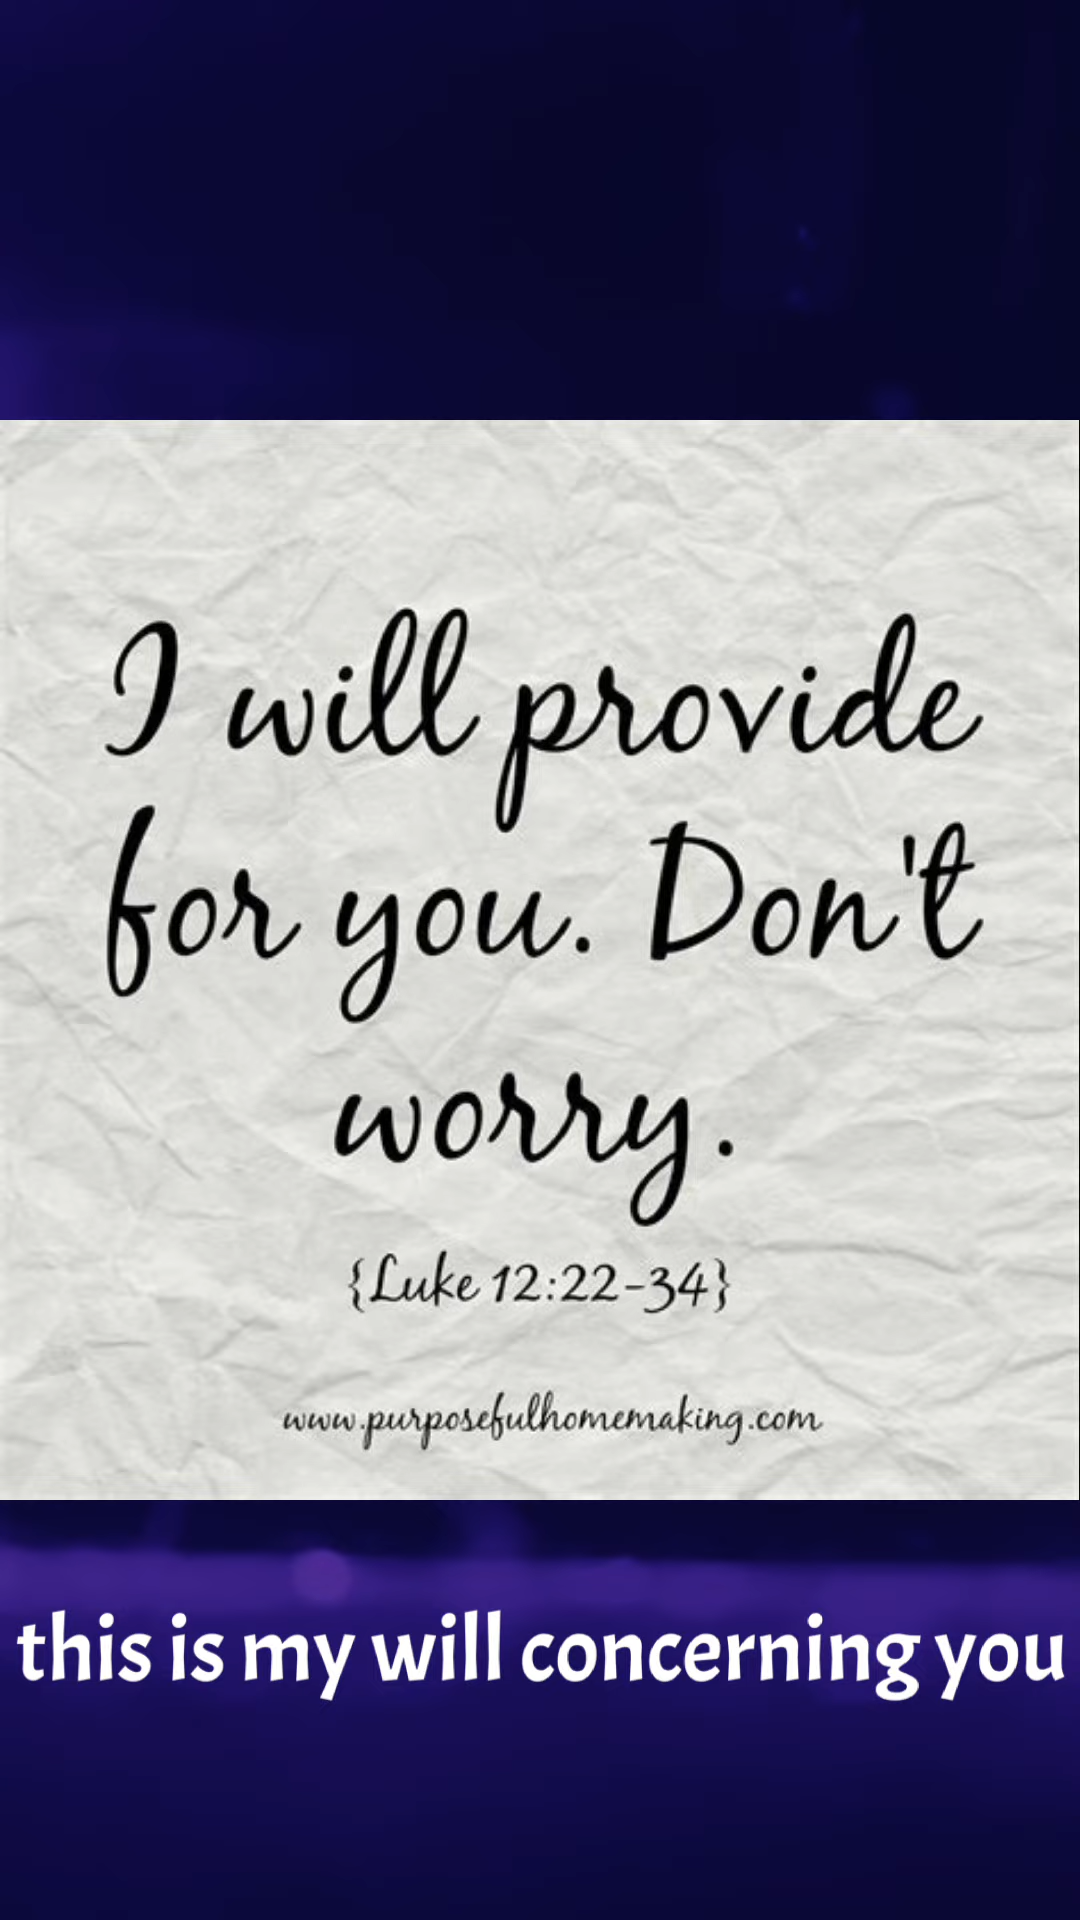 I will provide
for you. Don't
worry.
{Luke 12:22-34}
www.purposefulhomemaking.com
this is my will concerning you